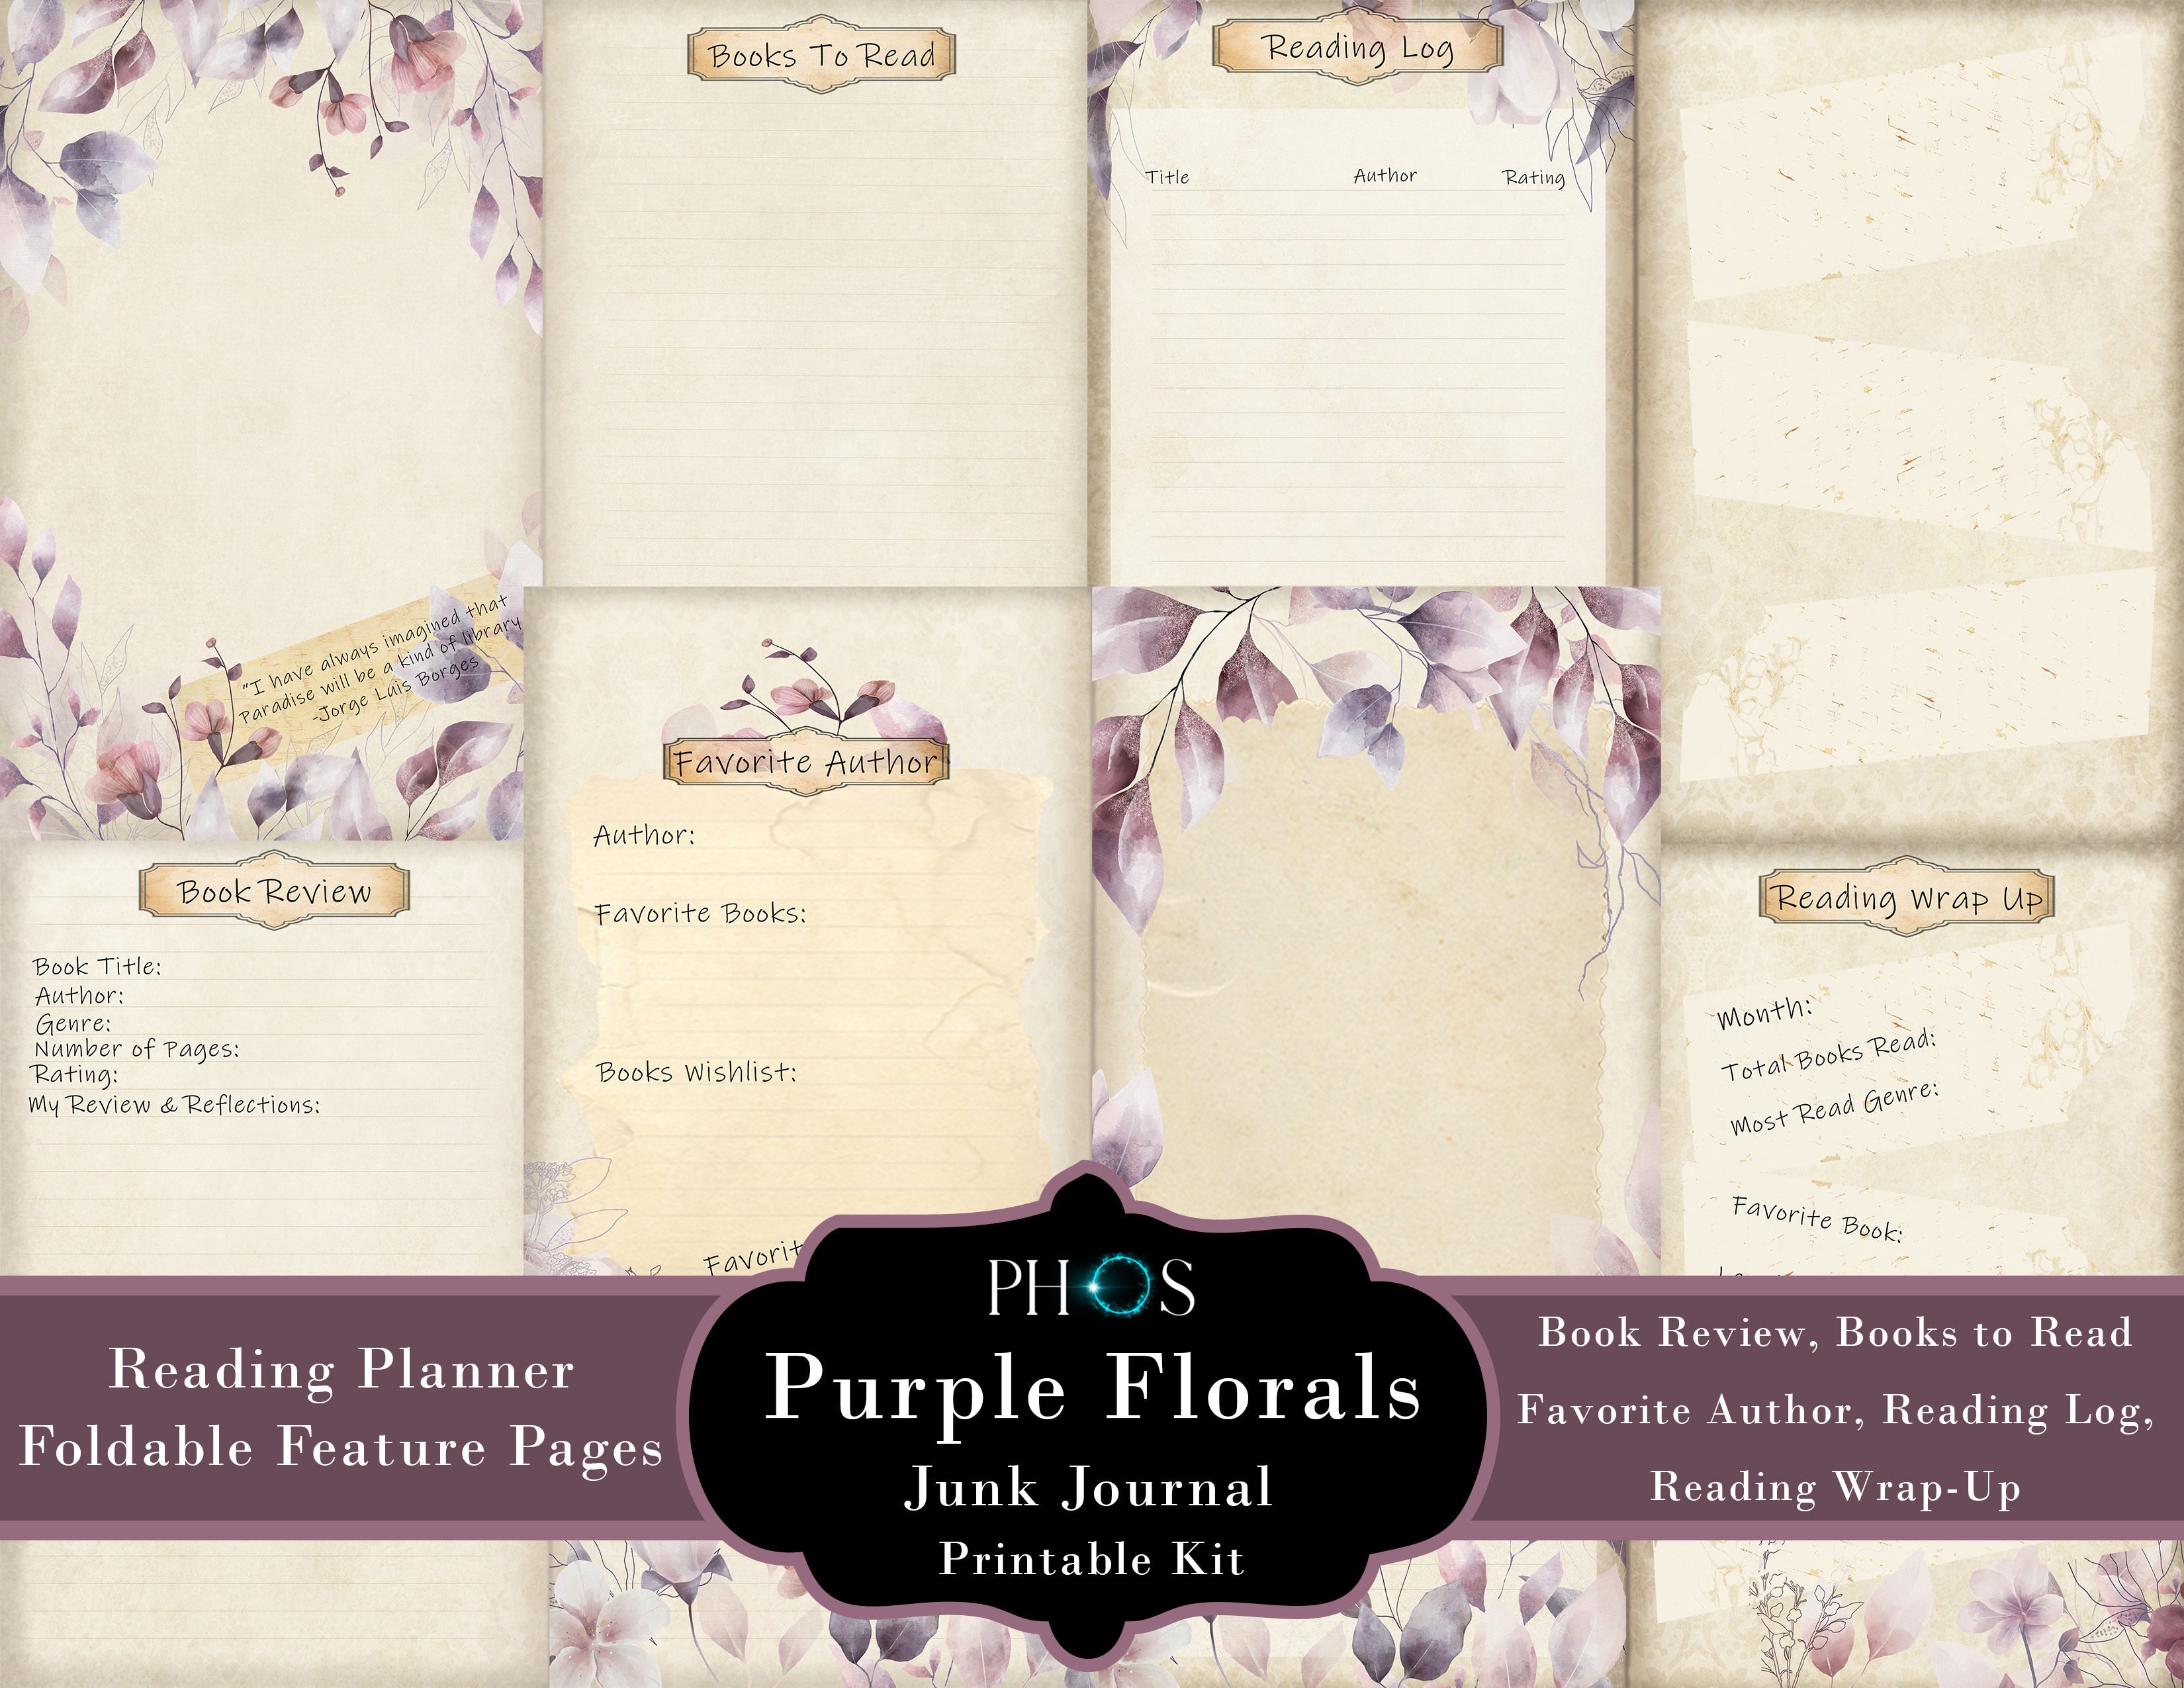 Books To Read
Reading Log
Title Author Rating
"I have always imagined that
Paradise will be a kind of library
-Jorge Luis Borges
Favorite Author
Author:
Favorite Books:
Books Wishlist:
Book Review
Book Title:
Author:
Genre:
Number of Pages:
Rating:
My Review & Reflections:
Reading Wrap Up
Month:
Total Books Read:
Most Read Genre:
Favorite Book:
Reading Planner
Foldable Feature Pages
PHOS
Purple Florals
Junk Journal
Printable Kit
Book Review, Books to Read
Favorite Author, Reading Log,
Reading Wrap-Up